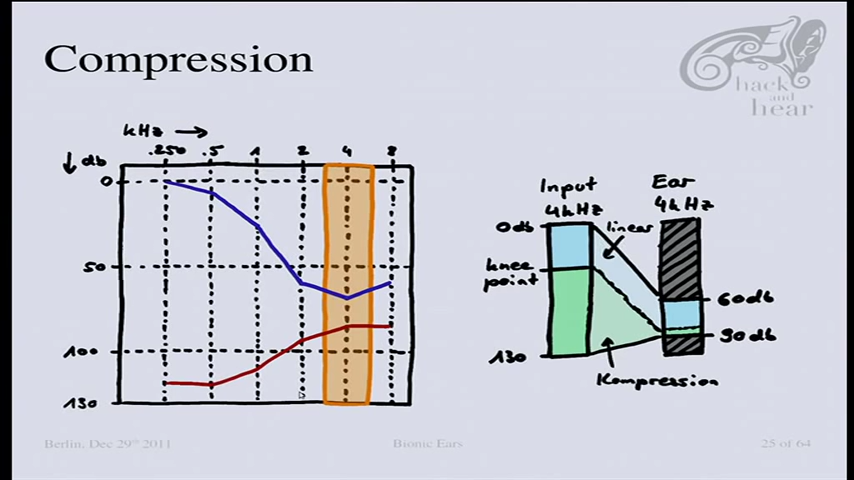 Compression
hack
and
hear
kHz →
.250 .5 1 2 4 8
↓ db
0
50
100
130
Input
4kHz
Ear
4kHz
0db
linear
knee
point
60db
90db
130
Kompression
Berlin, Dec 29th 2011
Bionic Ears
25 of 64